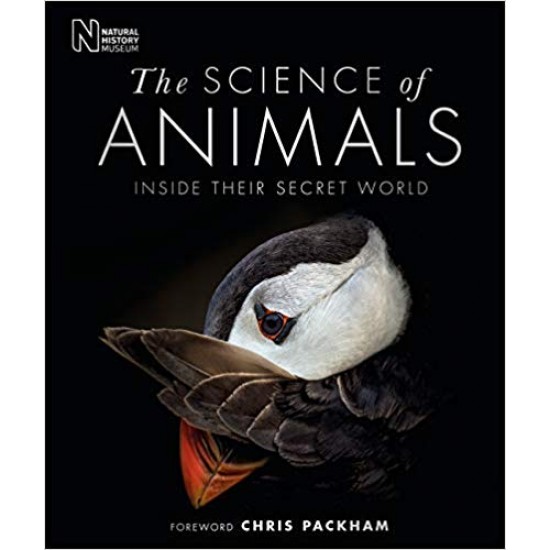 N
NATURAL
HISTORY
MUSEUM
The SCIENCE of
ANIMALS
INSIDE THEIR SECRET WORLD
FOREWORD CHRIS PACKHAM